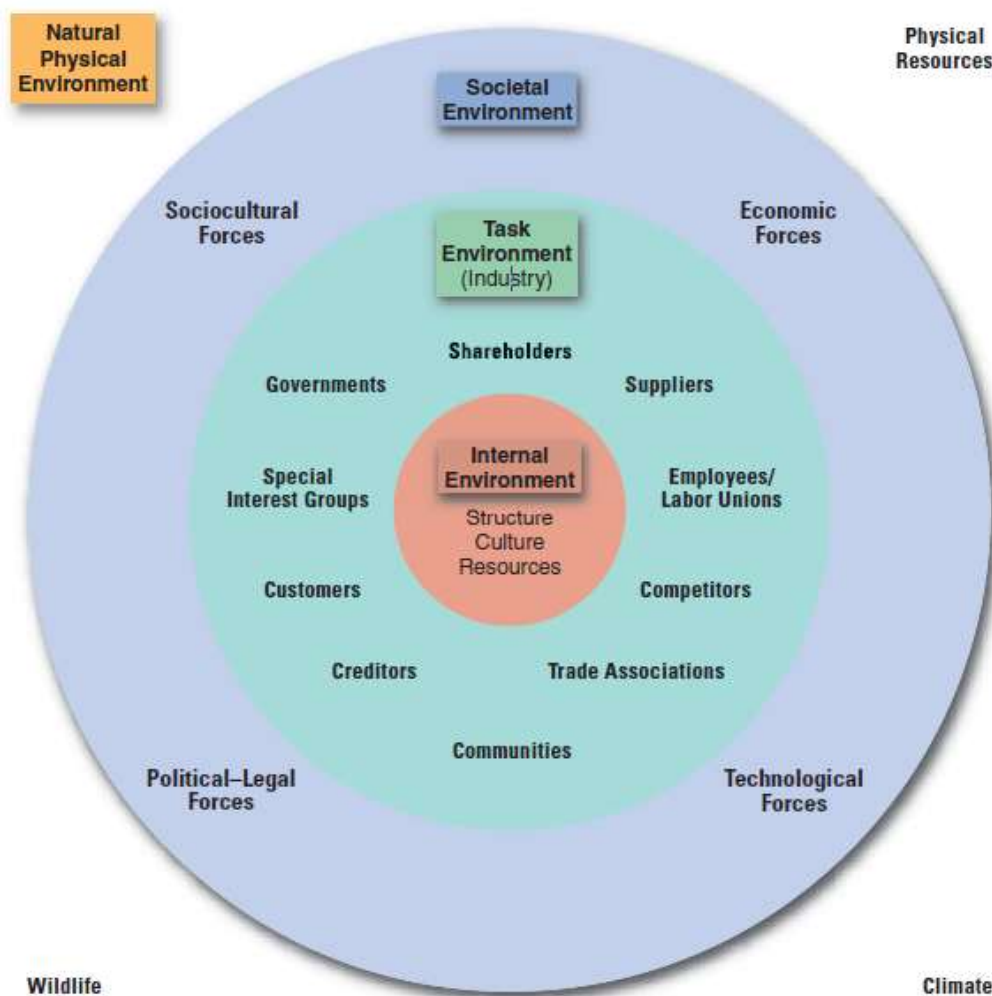 Natural
Physical
Environment
Physical
Resources
Societal
Environment
Sociocultural
Forces
Economic
Forces
Task
Environment
(Industry)
Shareholders
Governments
Suppliers
Internal
Environment
Structure
Culture
Resources
Special
Interest Groups
Employees/
Labor Unions
Customers
Competitors
Creditors
Trade Associations
Communities
Political–Legal
Forces
Technological
Forces
Wildlife
Climate